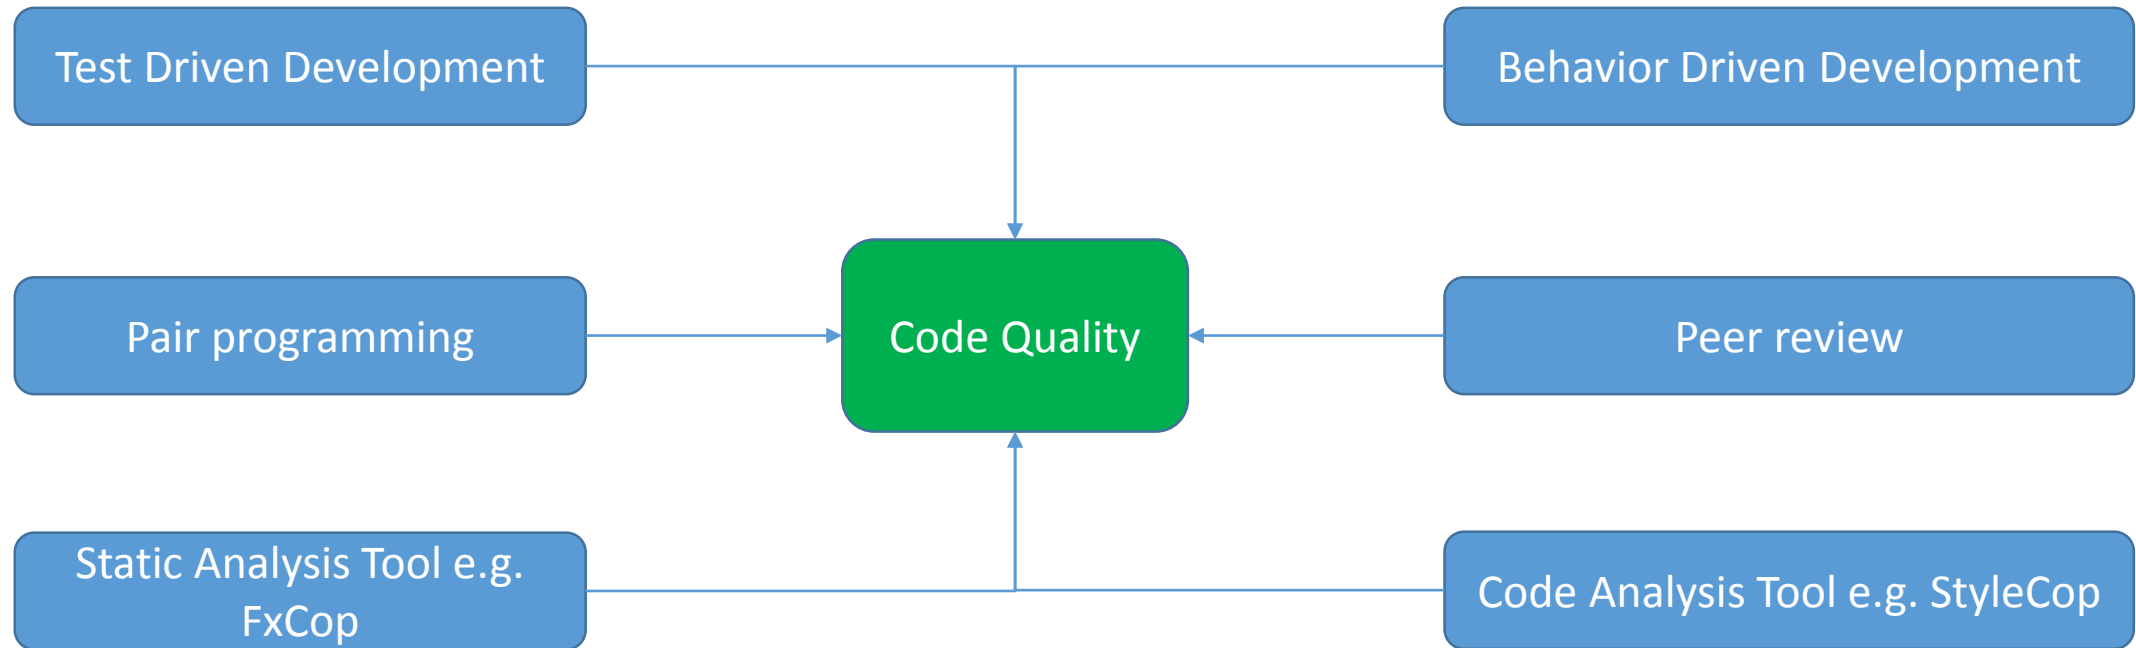 Test Driven Development
Behavior Driven Development
Pair programming
Code Quality
Peer review
Static Analysis Tool e.g.
FxCop
Code Analysis Tool e.g. StyleCop